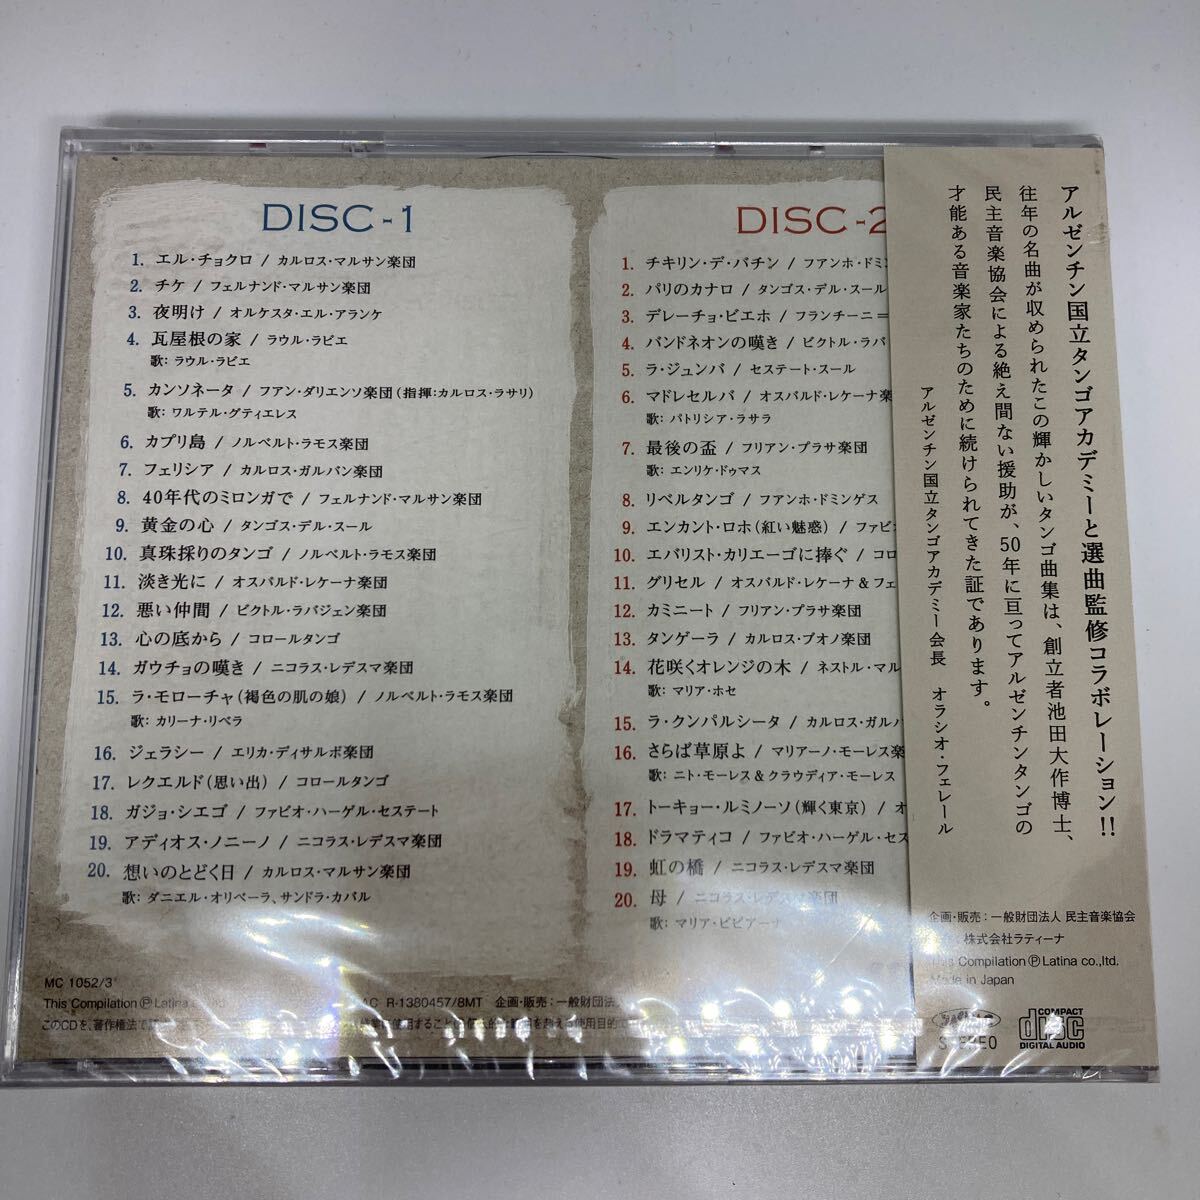 DISC-1
1. エル・チョクロ / カルロス・マルサン楽団
2. チケ / フェルナンド・マルサン楽団
3. 夜明け / オルケスタ・エル・アランケ
4. 瓦屋根の家 / ラウル・ラビエ
歌: ラウル・ラビエ
5. カンソネータ / フアン・ダリエンソ楽団(指揮:カルロス・ラサリ)
歌: ワルテル・グティエレス
6. カプリ島 / ノルベルト・ラモス楽団
7. フェリシア / カルロス・ガルバン楽団
8. 40年代のミロンガで / フェルナンド・マルサン楽団
9. 黄金の心 / タンゴス・デル・スール
10. 真珠採りのタンゴ / ノルベルト・ラモス楽団
11. 淡き光に / オスバルド・レケーナ楽団
12. 悪い仲間 / ビクトル・ラバジェン楽団
13. 心の底から / コロールタンゴ
14. ガウチョの嘆き / ニコラス・レデスマ楽団
15. ラ・モローチャ(褐色の肌の娘) / ノルベルト・ラモス楽団
歌: カリーナ・リベラ
16. ジェラシー / エリカ・ディサルボ楽団
17. レクエルド(思い出) / コロールタンゴ
18. ガジョ・シエゴ / ファビオ・ハーゲル・セステート
19. アディオス・ノニーノ / ニコラス・レデスマ楽団
20. 想いのとどく日 / カルロス・マルサン楽団
歌: ダニエル・オリベーラ、サンドラ・カバル
DISC-2
1. チキリン・デ・バチン / フアンホ・ドミン
2. パリのカナロ / タンゴス・デル・スール
3. デレーチョ・ビエホ / フランチーニ=
4. バンドネオンの嘆き / ビクトル・ラバ
5. ラ・ジュンバ / セステート・スール
6. マドレセルバ / オスバルド・レケーナ楽
歌: パトリシア・ラサラ
7. 最後の盃 / フリアン・プラサ楽団
歌: エンリケ・ドゥマス
8. リベルタンゴ / フアンホ・ドミンゲス
9. エンカント・ロホ(紅い魅惑) / ファビ
10. エバリスト・カリエーゴに捧ぐ / コロ
11. グリセル / オスバルド・レケーナ & フェ
12. カミニート / フリアン・プラサ楽団
13. タンゲーラ / カルロス・ブオノ楽団
14. 花咲くオレンジの木 / ネストル・マル
歌: マリア・ホセ
15. ラ・クンパルシータ / カルロス・ガルバ
16. さらば草原よ / マリアーノ・モーレス楽
歌: ニト・モーレス & クラウディア・モーレス
17. トーキョー・ルミノーソ(輝く東京) / オ
18. ドラマティコ / ファビオ・ハーゲル・セス
19. 虹の橋 / ニコラス・レデスマ楽団
20. 母 / ニコラス・レデスマ楽団
歌: マリア・ビビアーナ
MC 1052/3
This Compilation Ⓟ Latina
R-1380457/8MT 企画・販売:一般財団法
このCDを、著作権法で
アルゼンチン国立タンゴアカデミーと選曲監修コラボレーション!!
往年の名曲が収められたこの輝かしいタンゴ曲集は、創立者池田大作博士、
民主音楽協会による絶え間ない援助が、50年に亘ってアルゼンチンタンゴの
才能ある音楽家たちのために続けられてきた証であります。
アルゼンチン国立タンゴアカデミー会長 オラシオ・フェレール
企画・販売:一般財団法人 民主音楽協会
株式会社ラティーナ
This Compilation Ⓟ Latina co.,ltd.
Made in Japan
STEREO
COMPACT
disc
DIGITAL AUDIO